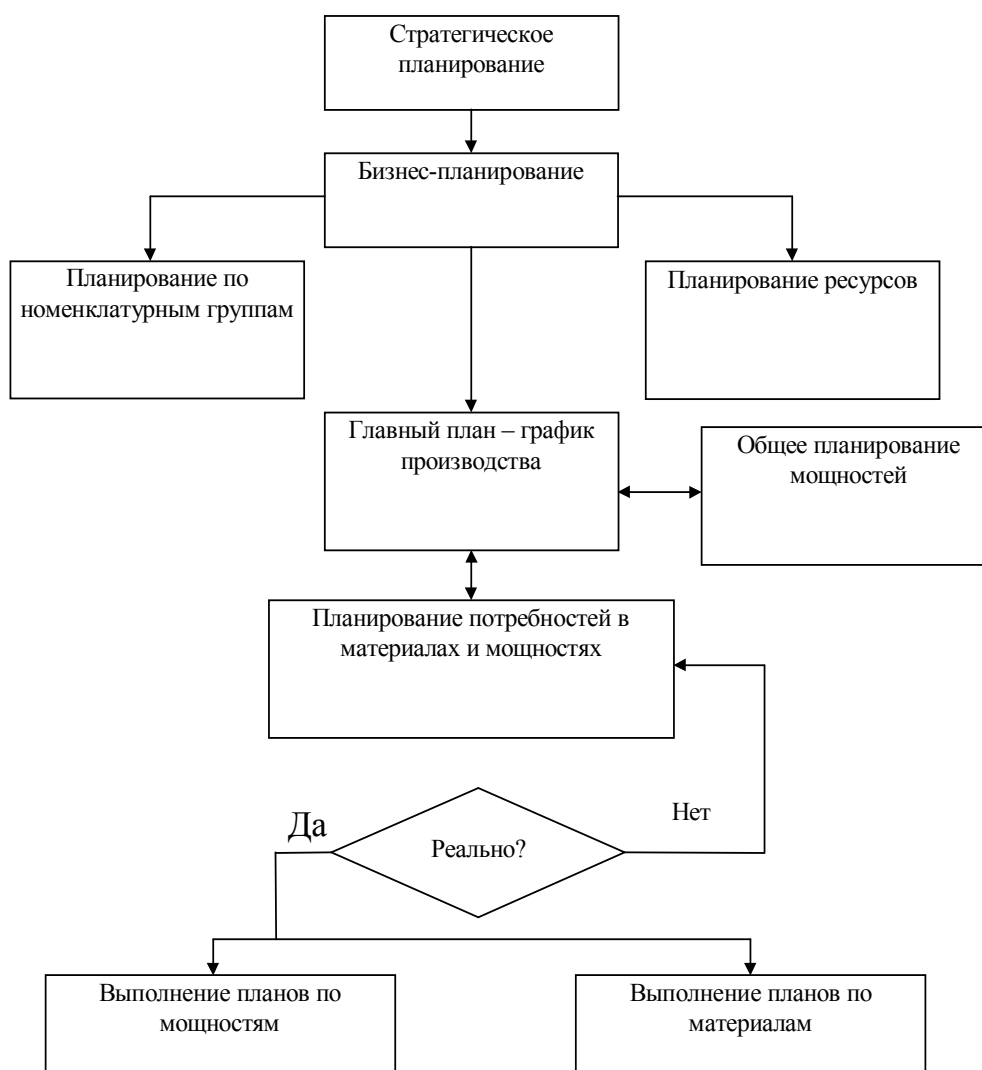 Стратегическое
планирование
Бизнес-планирование
Планирование по
номенклатурным группам
Планирование ресурсов
Главный план – график
производства
Общее планирование
мощностей
Планирование потребностей в
материалах и мощностях
Да
Нет
Реально?
Выполнение планов по
мощностям
Выполнение планов по
материалам